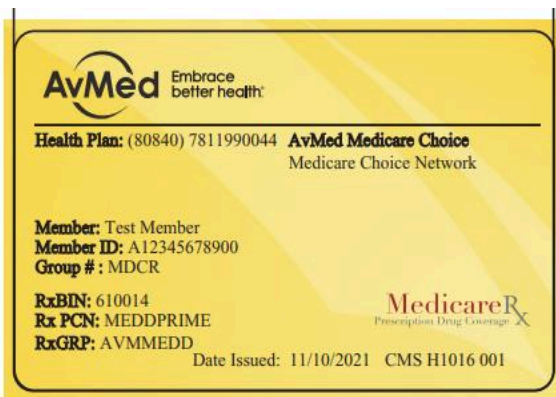 AvMed Embrace
better health®
Health Plan: (80840) 7811990044 AvMed Medicare Choice
Medicare Choice Network
Member: Test Member
Member ID: A12345678900
Group # : MDCR
RxBIN: 610014
Rx PCN: MEDDPRIME
RxGRP: AVMMEDD
MedicareRx
Prescription Drug Coverage
Date Issued: 11/10/2021 CMS H1016 001